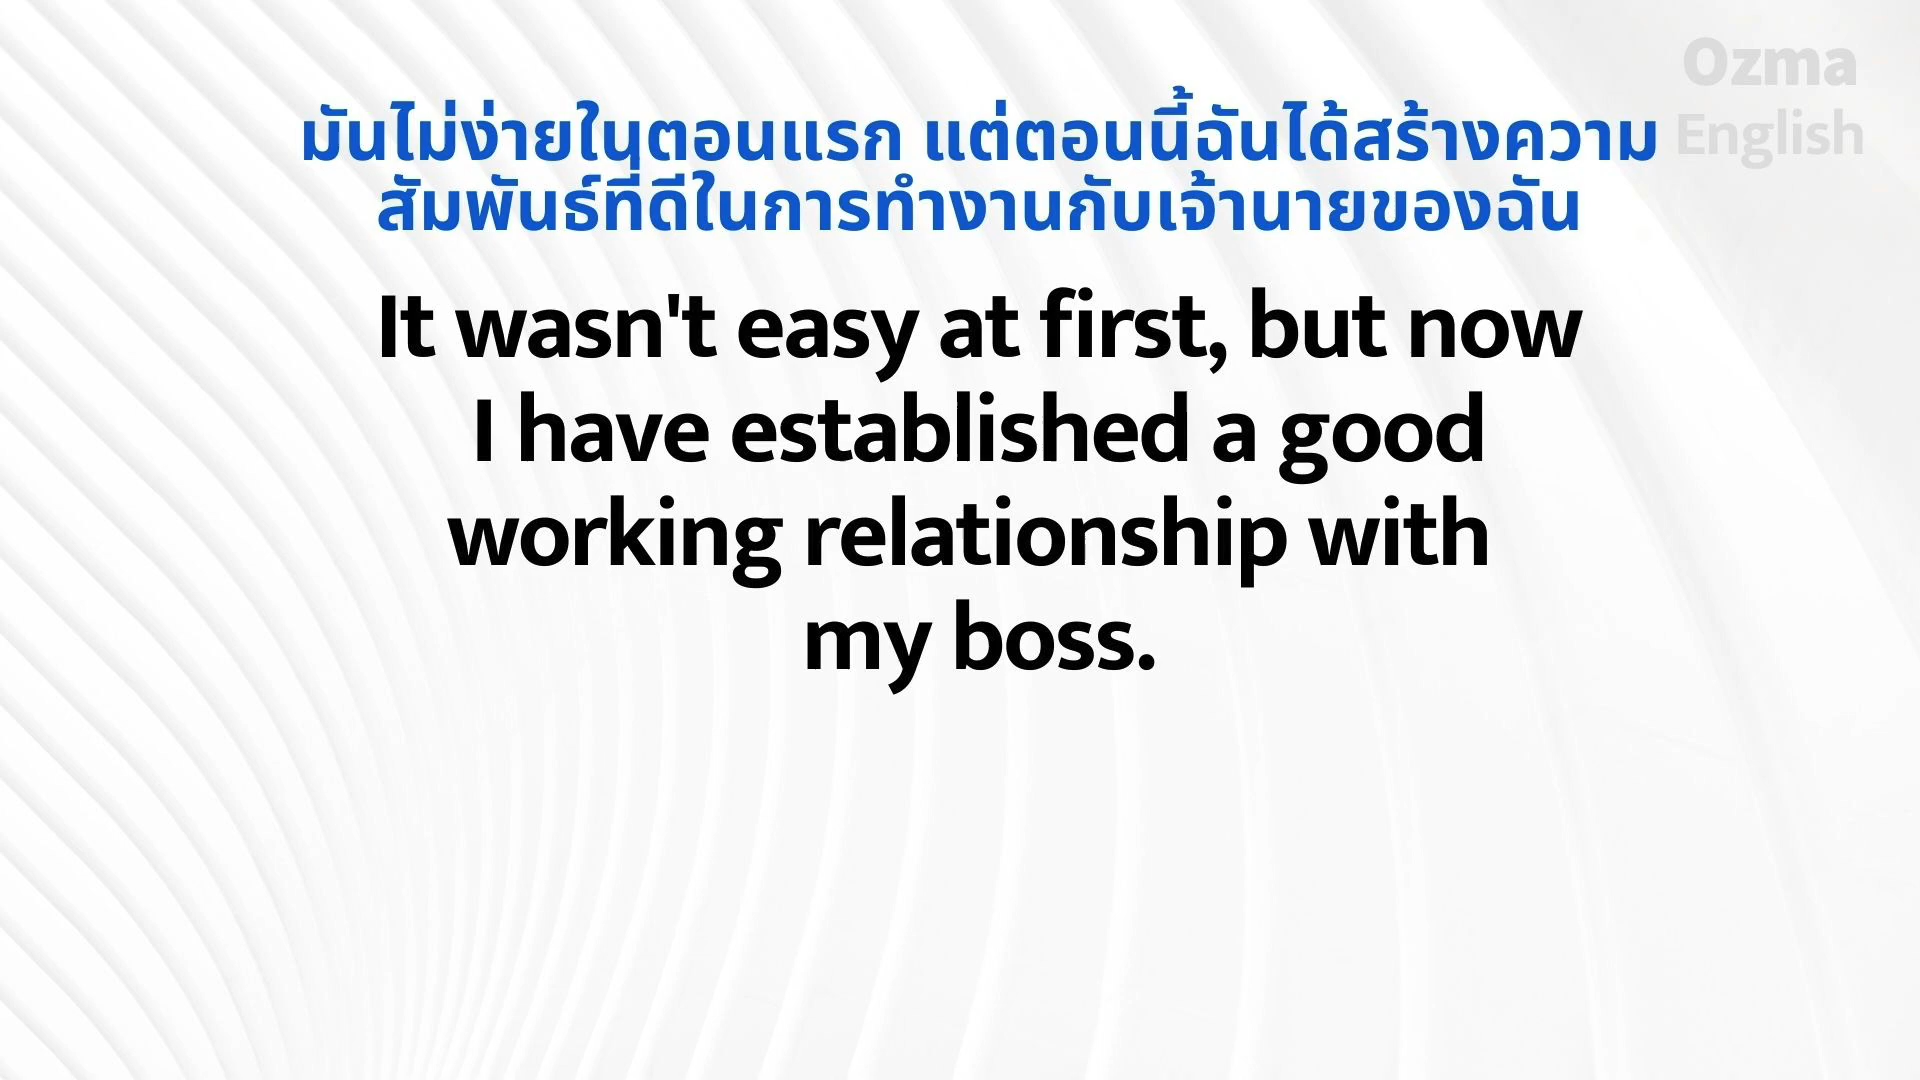 Ozma
English
มันไม่ง่ายในตอนแรก แต่ตอนนี้ฉันได้สร้างความ
สัมพันธ์ที่ดีในการทำงานกับเจ้านายของฉัน
It wasn't easy at first, but now
I have established a good
working relationship with
my boss.